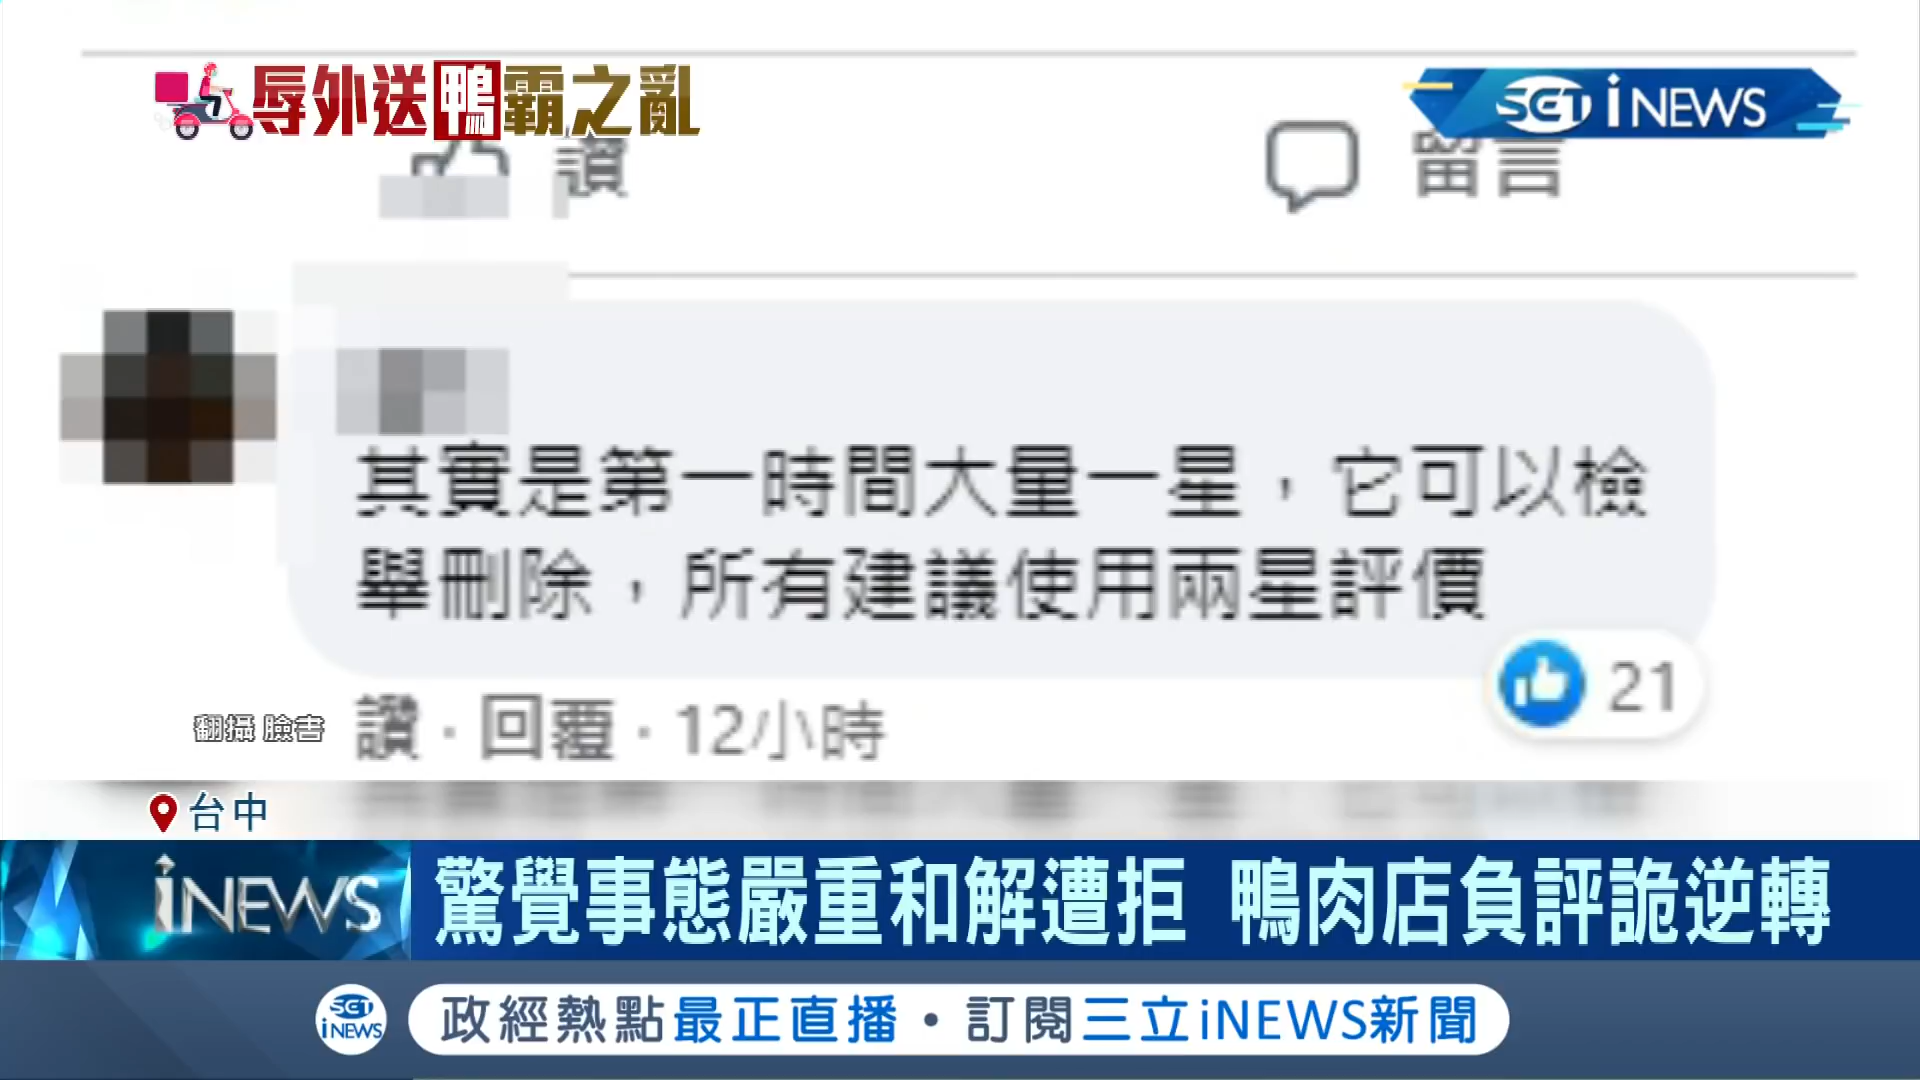 辱外送鴨霸之亂
SET iNEWS
讚 留言
其實是第一時間大量一星，它可以檢
舉刪除，所有建議使用兩星評價
21
讚·回覆·12小時
翻攝 臉書
台中
iNEWS
驚覺事態嚴重和解遭拒 鴨肉店負評詭逆轉
SET iNEWS
政經熱點最正直播·訂閱三立iNEWS新聞